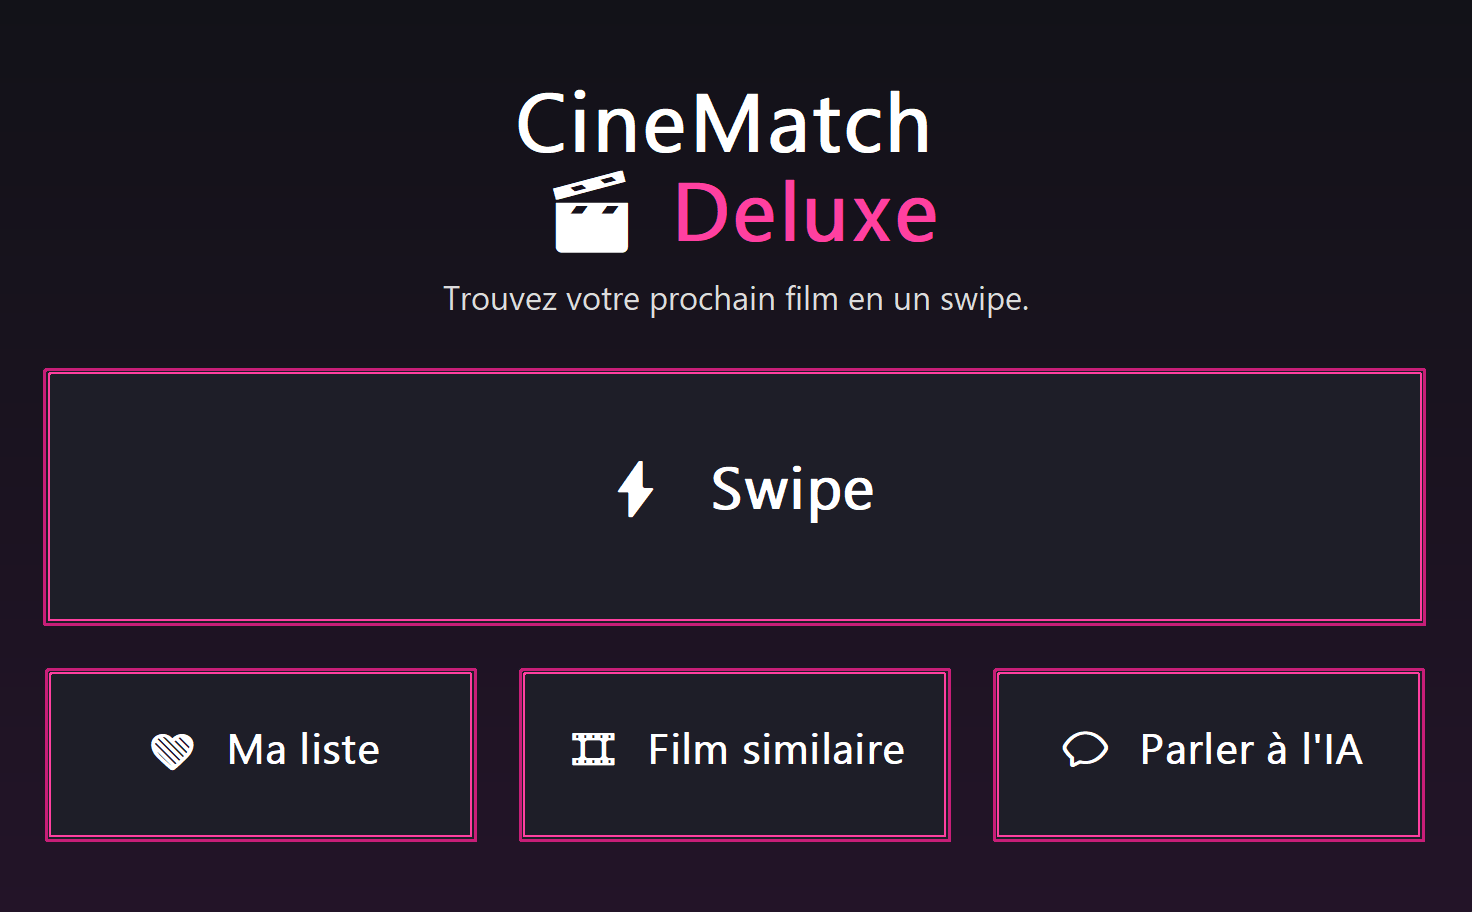 CineMatch
Deluxe
Trouvez votre prochain film en un swipe.
Swipe
Ma liste
Film similaire
Parler à l'IA